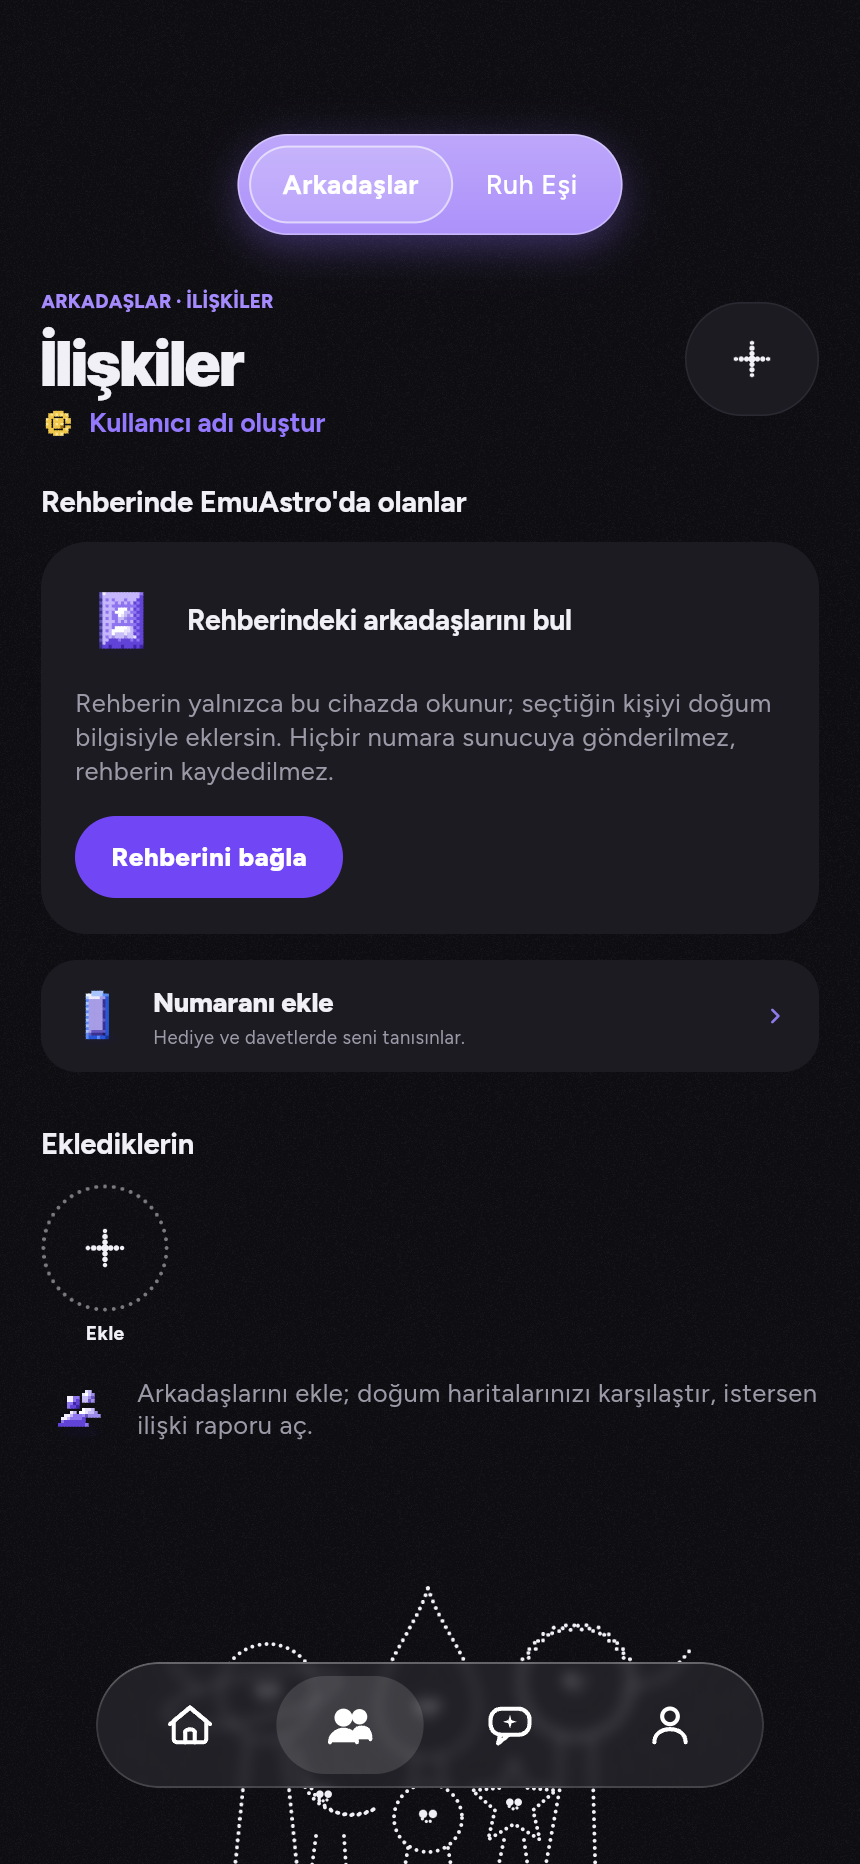 Arkadaşlar
Ruh Eşi
ARKADAŞLAR · İLİŞKİLER
İlişkiler
Kullanıcı adı oluştur
Rehberinde EmuAstro'da olanlar
Rehberindeki arkadaşlarını bul
Rehberin yalnızca bu cihazda okunur; seçtiğin kişiyi doğum
bilgisiyle eklersin. Hiçbir numara sunucuya gönderilmez,
rehberin kaydedilmez.
Rehberini bağla
Numaranı ekle
Hediye ve davetlerde seni tanısınlar.
Eklediklerin
Ekle
Arkadaşlarını ekle; doğum haritalarınızı karşılaştır, istersen
ilişki raporu aç.